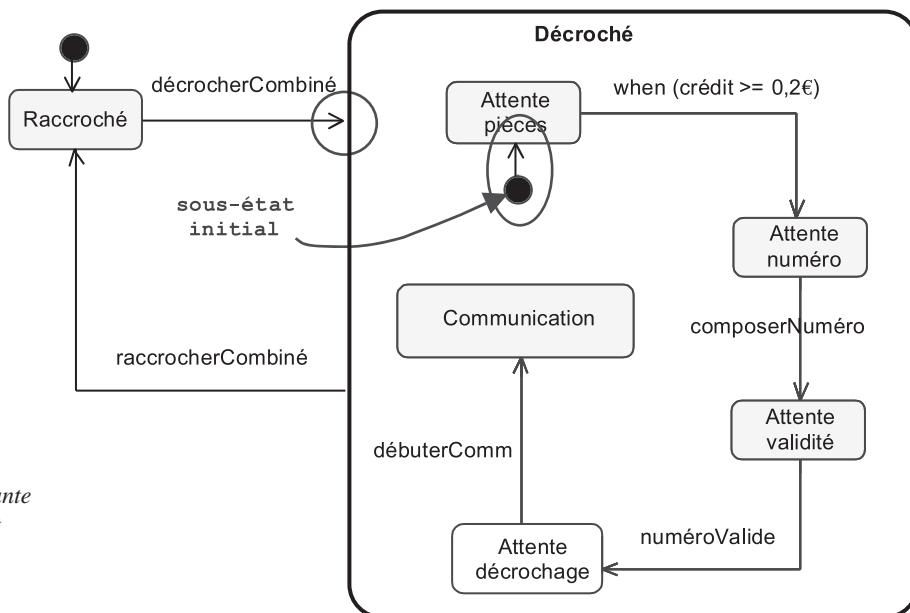 Décroché
décrocherCombiné
Raccroché
Attente
pièces
when (crédit >= 0,2€)
sous-état
initial
Attente
numéro
Communication
composerNuméro
raccrocherCombiné
Attente
validité
débuterComm
numéroValide
Attente
décrochage